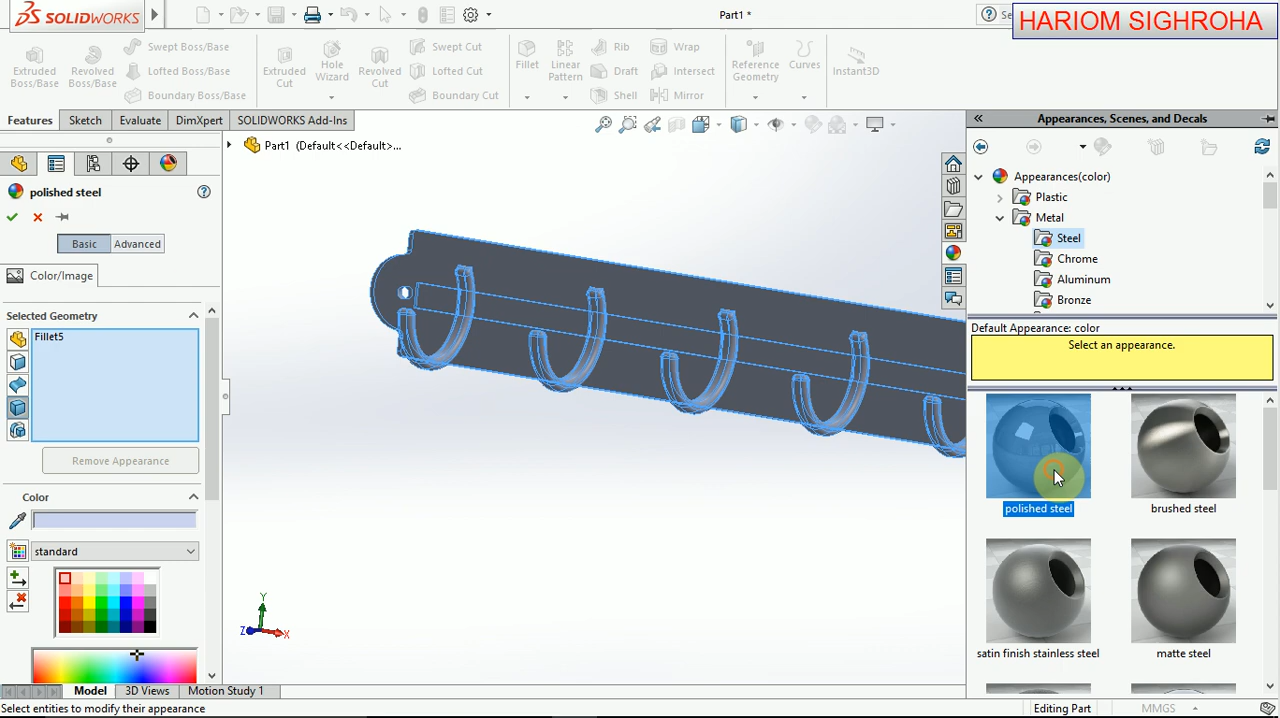 SOLIDWORKS
Part1 *
HARIOM SIGHROHA
Extruded Boss/Base
Revolved Boss/Base
Swept Boss/Base
Lofted Boss/Base
Boundary Boss/Base
Extruded Cut
Hole Wizard
Revolved Cut
Swept Cut
Lofted Cut
Boundary Cut
Fillet
Linear Pattern
Rib
Draft
Shell
Wrap
Intersect
Mirror
Reference Geometry
Curves
Instant3D
Features
Sketch
Evaluate
DimXpert
SOLIDWORKS Add-Ins
Part1 (Default<<Default>...
polished steel
Basic
Advanced
Color/Image
Selected Geometry
Fillet5
Remove Appearance
Color
standard
Y
Z
X
Appearances, Scenes, and Decals
Appearances(color)
Plastic
Metal
Steel
Chrome
Aluminum
Bronze
Default Appearance: color
Select an appearance.
polished steel
brushed steel
satin finish stainless steel
matte steel
Model
3D Views
Motion Study 1
Select entities to modify their appearance
Editing Part
MMGS